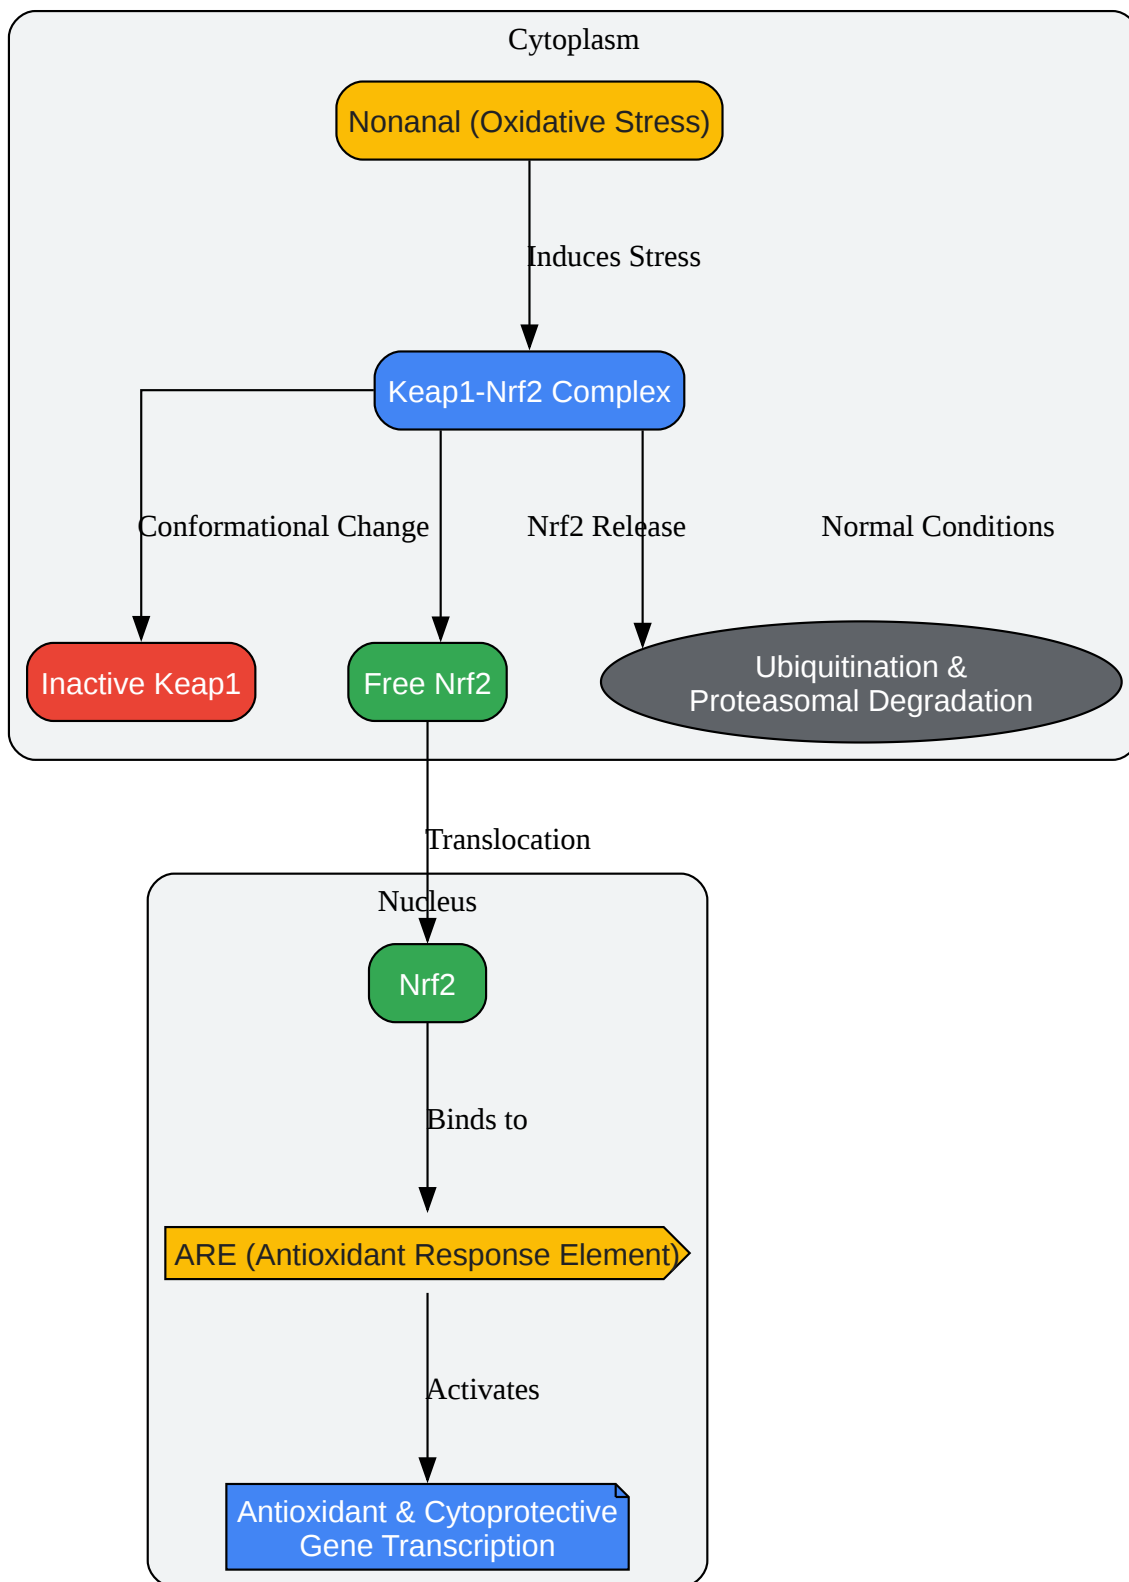 Cytoplasm
Nonanal (Oxidative Stress)
Induces Stress
Keap1-Nrf2 Complex
Conformational Change
Nrf2 Release
Normal Conditions
Inactive Keap1
Free Nrf2
Ubiquitination &
Proteasomal Degradation
Translocation
Nucleus
Nrf2
Binds to
ARE (Antioxidant Response Element)
Activates
Antioxidant & Cytoprotective
Gene Transcription